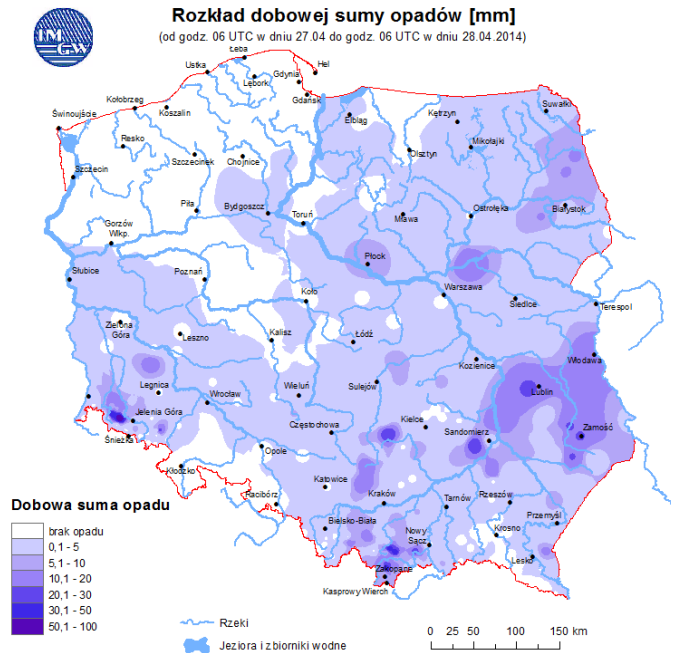 IM
GW
Rozkład dobowej sumy opadów [mm]
(od godz. 06 UTC w dniu 27.04 do godz. 06 UTC w dniu 28.04.2014)
Łeba
Ustka
Hel
Gdynia
Lębork
Gdańsk
Kołobrzeg
Koszalin
Świnoujście
Elbląg
Kętrzyn
Suwałki
Resko
Szczecinek
Chojnice
Olsztyn
Mikołajki
Szczecin
Piła
Bydgoszcz
Toruń
Mława
Ostrołęka
Białystok
Gorzów
Wlkp.
Płock
Słubice
Poznań
Koło
Warszawa
Siedlce
Terespol
Zielona
Góra
Leszno
Kalisz
Łódź
Kozienice
Włodawa
Legnica
Wrocław
Wieluń
Sulejów
Lublin
Jelenia Góra
Śnieżka
Częstochowa
Kielce
Sandomierz
Zamość
Opole
Kłodzko
Katowice
Racibórz
Kraków
Tarnów
Rzeszów
Przemyśl
Bielsko-Biała
Nowy
Sącz
Krosno
Lesko
Zakopane
Kasprowy Wierch
Dobowa suma opadu
brak opadu
0,1 - 5
5,1 - 10
10,1 - 20
20,1 - 30
30,1 - 50
50,1 - 100
Rzeki
Jeziora i zbiorniki wodne
0 25 50 100 150 km